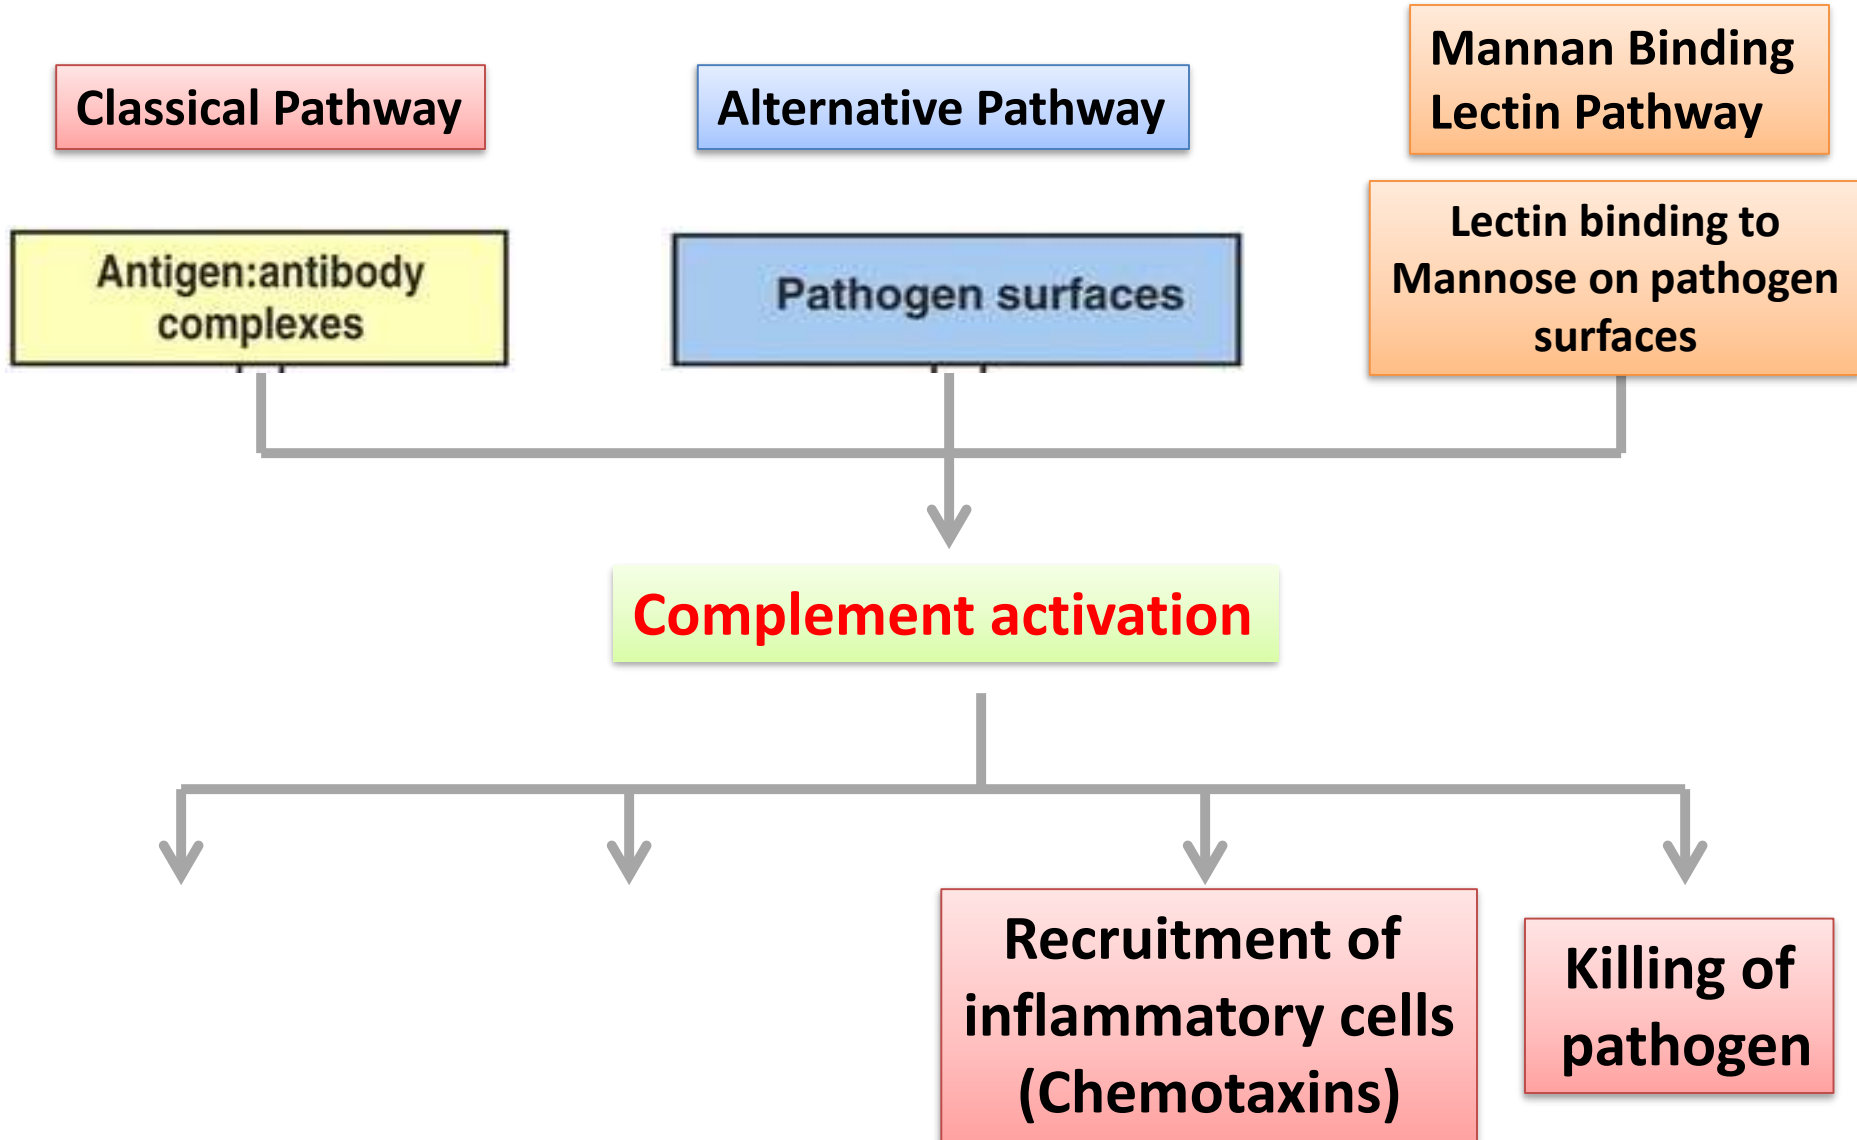 Classical Pathway
Alternative Pathway
Mannan Binding
Lectin Pathway
Antigen:antibody
complexes
Pathogen surfaces
Lectin binding to
Mannose on pathogen
surfaces
Complement activation
Recruitment of
inflammatory cells
(Chemotaxins)
Killing of
pathogen